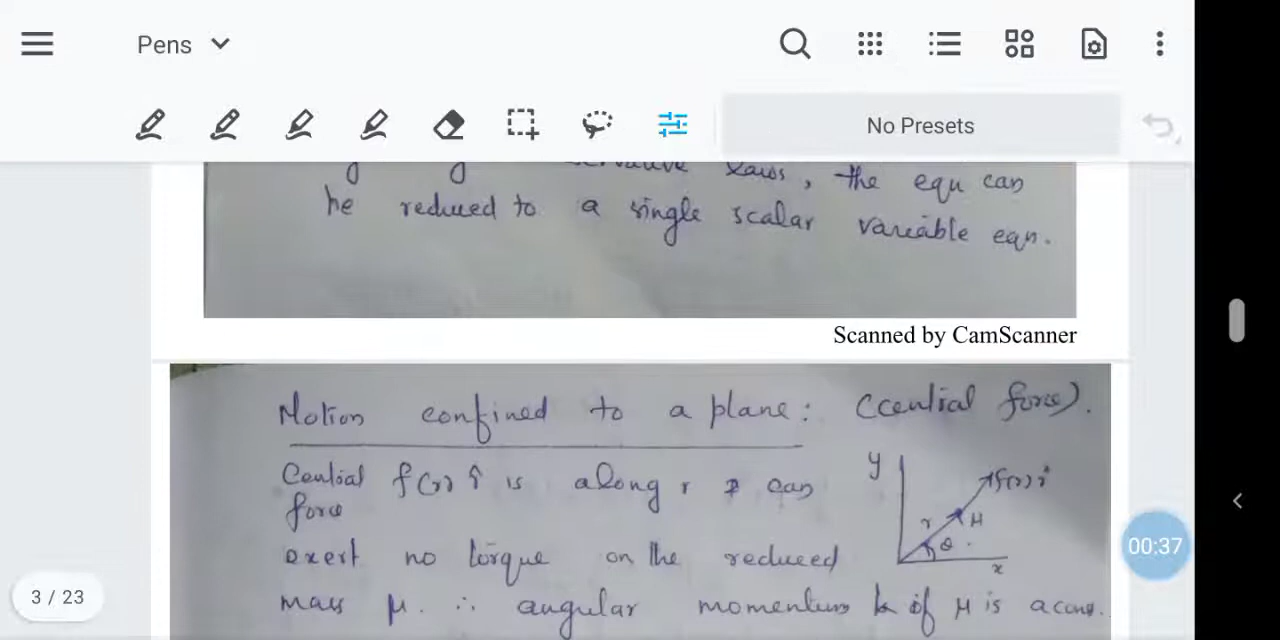 Pens
No Presets
laws, the equ can
be reduced to a single scalar variable eqn.
Scanned by CamScanner
Motion confined to a plane: (Central force).
Central f(r) r̂ is along r & can
force
exert no torque on the reduced
mass μ. ∴ angular momentum of μ is a cons.
y
f(r) r̂
r
μ
θ
x
00:37
3 / 23